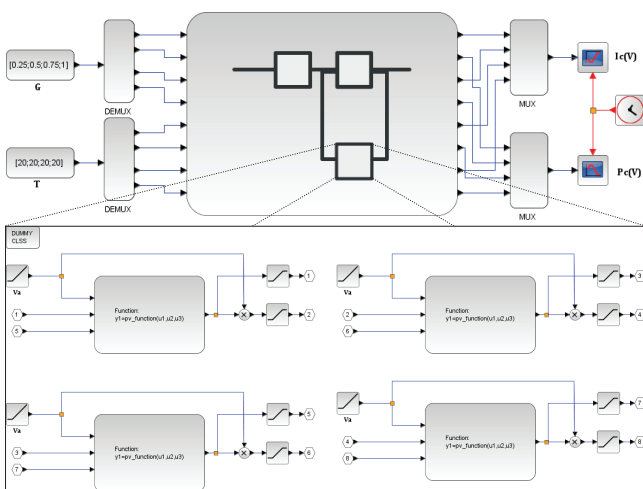 [0.25;0.5;0.75;1]
G
DEMUX
MUX
Ic(V)
[20;20;20;20]
T
DEMUX
MUX
Pc(V)
DUMMY
CLSS
Va
1
5
Function:
y1=pv_function(u1,u2,u3)
1
2
Va
2
6
Function:
y1=pv_function(u1,u2,u3)
3
4
Va
3
7
Function:
y1=pv_function(u1,u2,u3)
5
6
Va
4
8
Function:
y1=pv_function(u1,u2,u3)
7
8